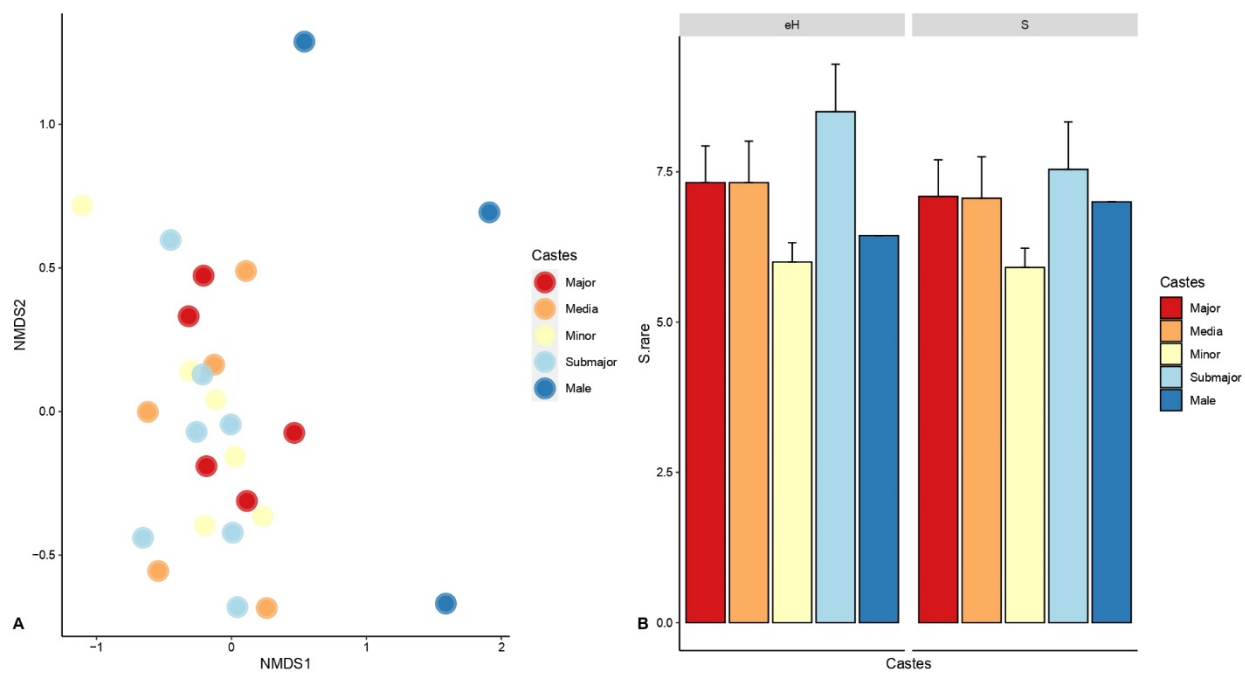 1.0
0.5
0.0
−0.5
NMDS2
−1
0
1
2
NMDS1
A
Castes
Major
Media
Minor
Submajor
Male
eH
S
7.5
5.0
2.5
0.0
S.rare
Castes
B
Castes
Major
Media
Minor
Submajor
Male